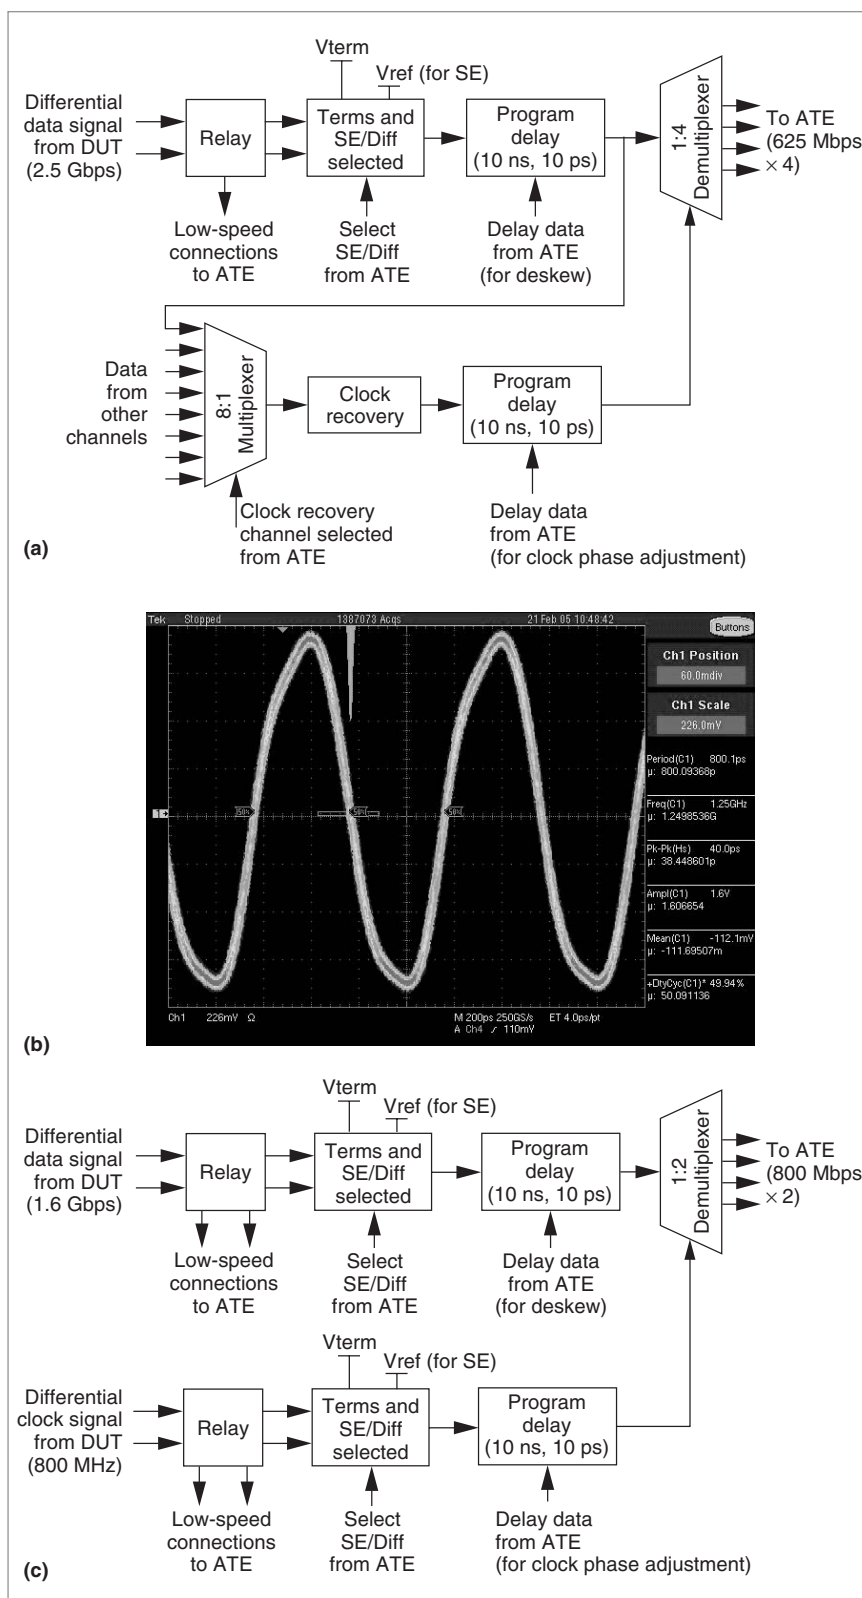 Vterm
Vref (for SE)
Differential
data signal
from DUT
(2.5 Gbps)
Relay
Terms and
SE/Diff
selected
Program
delay
(10 ns, 10 ps)
1:4
Demultiplexer
To ATE
(625 Mbps
× 4)
Low-speed
connections
to ATE
Select
SE/Diff
from ATE
Delay data
from ATE
(for deskew)
Data
from
other
channels
8:1
Multiplexer
Clock
recovery
Program
delay
(10 ns, 10 ps)
Clock recovery
channel selected
from ATE
Delay data
from ATE
(for clock phase adjustment)
(a)
Tek Stopped 1387073 Acqs 21 Feb 05 10:48:42
Buttons
Ch1 Position
60.0mdiv
Ch1 Scale
226.0mV
Period(C1) 800.1ps
µ: 800.09368p
Freq(C1) 1.25GHz
µ: 1.2498536G
Pk-Pk(Hs) 40.0ps
µ: 38.448601p
Ampl(C1) 1.6V
µ: 1.606654
Mean(C1) -112.1mV
µ: -111.69507m
+DtyCyc(C1)* 49.94%
µ: 50.091136
1
50% 50% 50%
Ch1 226mV Ω M 200ps 250GS/s ET 4.0ps/pt
A Ch4 110mV
(b)
Vterm
Vref (for SE)
Differential
data signal
from DUT
(1.6 Gbps)
Relay
Terms and
SE/Diff
selected
Program
delay
(10 ns, 10 ps)
1:2
Demultiplexer
To ATE
(800 Mbps
× 2)
Low-speed
connections
to ATE
Select
SE/Diff
from ATE
Delay data
from ATE
(for deskew)
Vterm
Vref (for SE)
Differential
clock signal
from DUT
(800 MHz)
Relay
Terms and
SE/Diff
selected
Program
delay
(10 ns, 10 ps)
Low-speed
connections
to ATE
Select
SE/Diff
from ATE
Delay data
from ATE
(for clock phase adjustment)
(c)